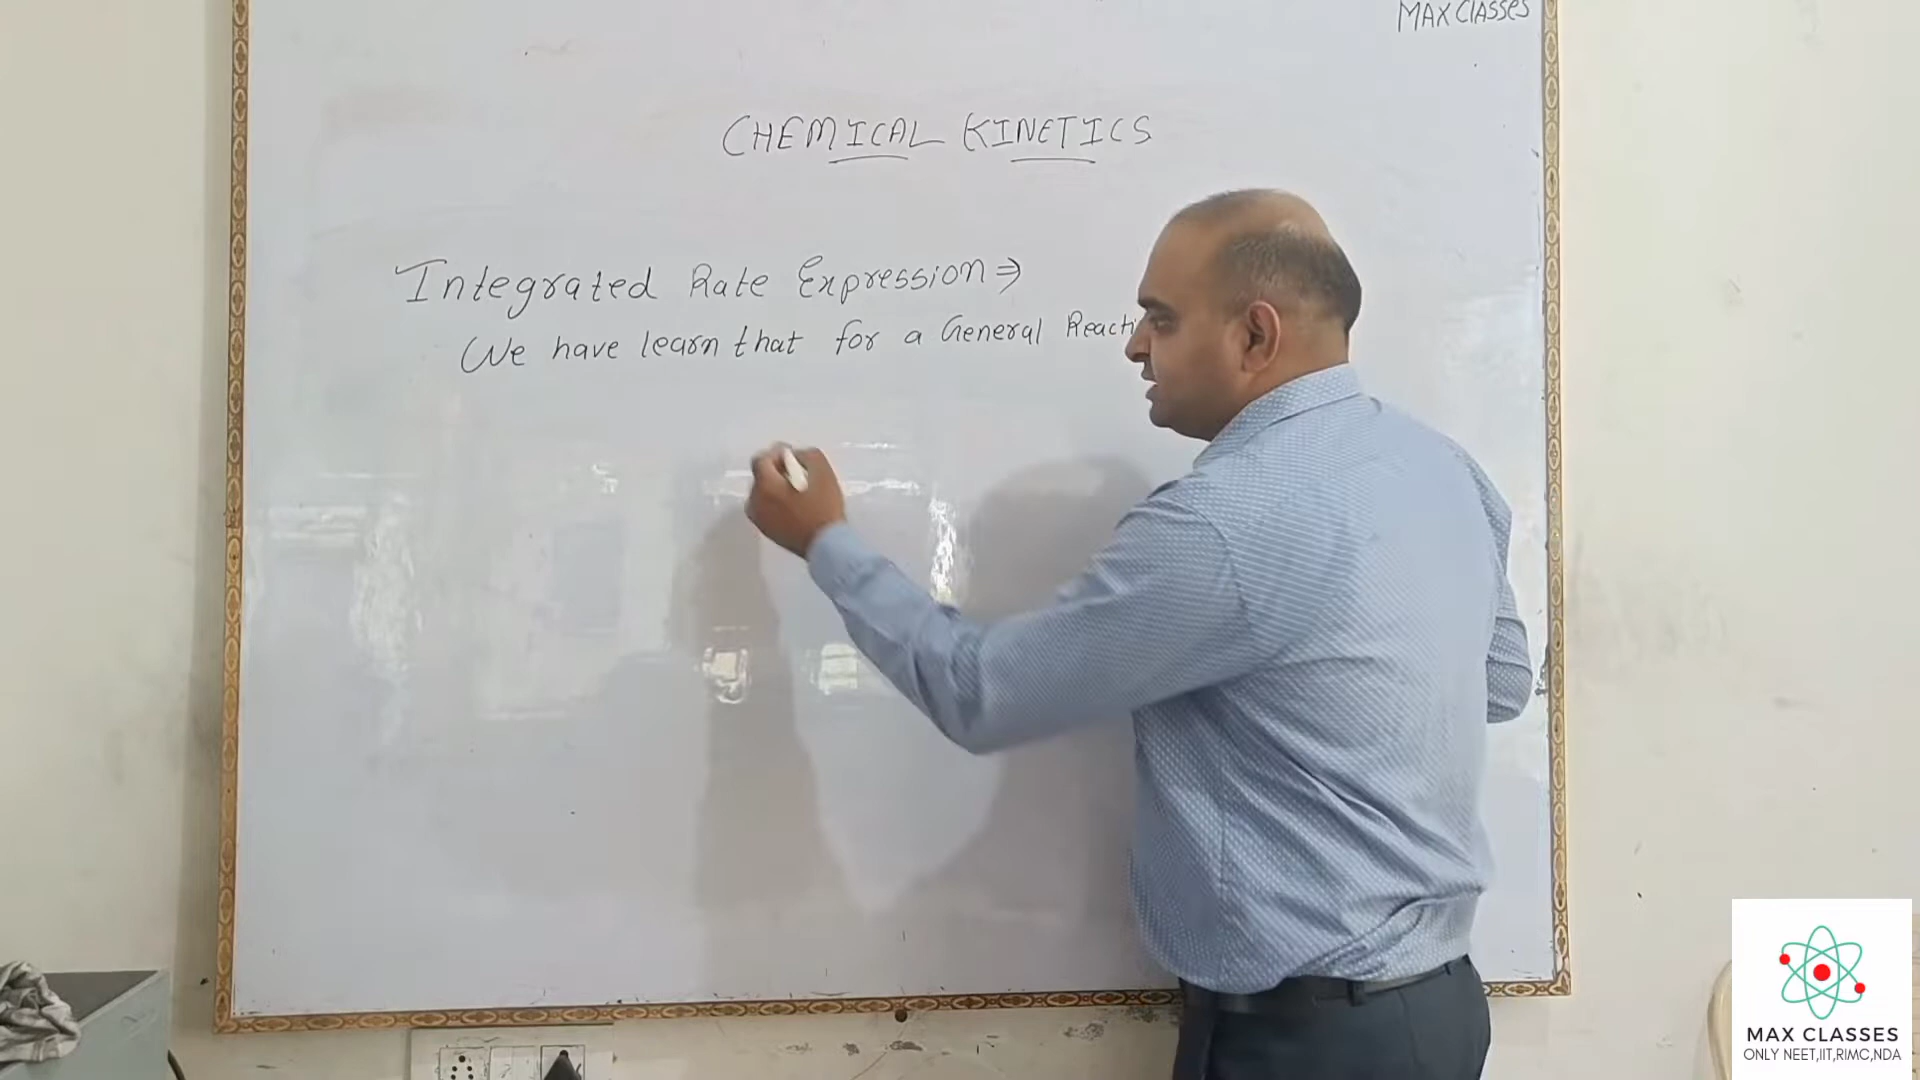 MAX CLASSES
CHEMICAL KINETICS
Integrated Rate Expression ⇒
We have learn that for a General Reacti
MAX CLASSES
ONLY NEET,IIT,RIMC,NDA